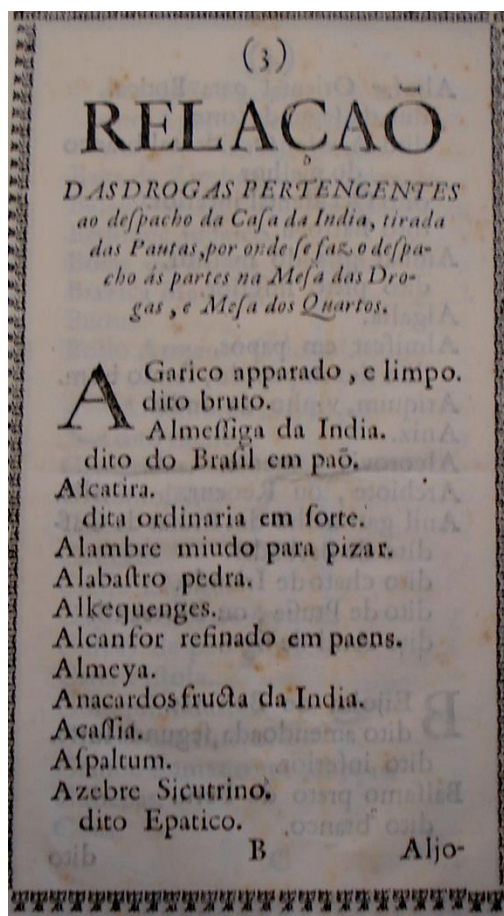 (3)
RELAÇAÕ
DAS DROGAS PERTENCENTES
ao deſpacho da Caſa da India, tirada
das Pautas, por onde ſe faz o deſpa-
cho ás partes na Meſa das Dro-
gas, e Meſa dos Quartos.
AGarico apparado, e limpo.
dito bruto.
Almeſſiga da India.
dito do Braſil em paõ.
Alcatira.
dita ordinaria em ſorte.
Alambre miudo para pizar.
Alabaſtro pedra.
Alkequenges.
Alcanfor refinado em paens.
Almeya.
Anacardos fructa da India.
Acaſſia.
Aſpaltum.
Azebre Sicutrino.
dito Epatico.
B Aljo-